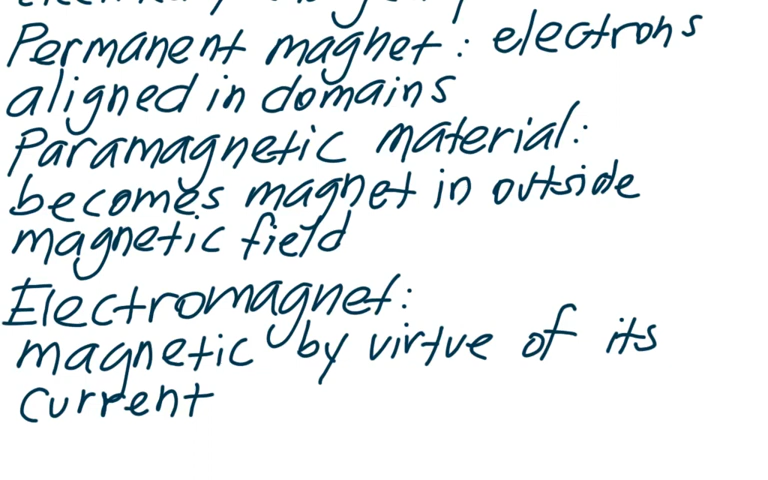 Permanent magnet: electrons
aligned in domains
Paramagnetic material:
becomes magnet in outside
magnetic field
Electromagnet:
magnetic by virtue of its
current